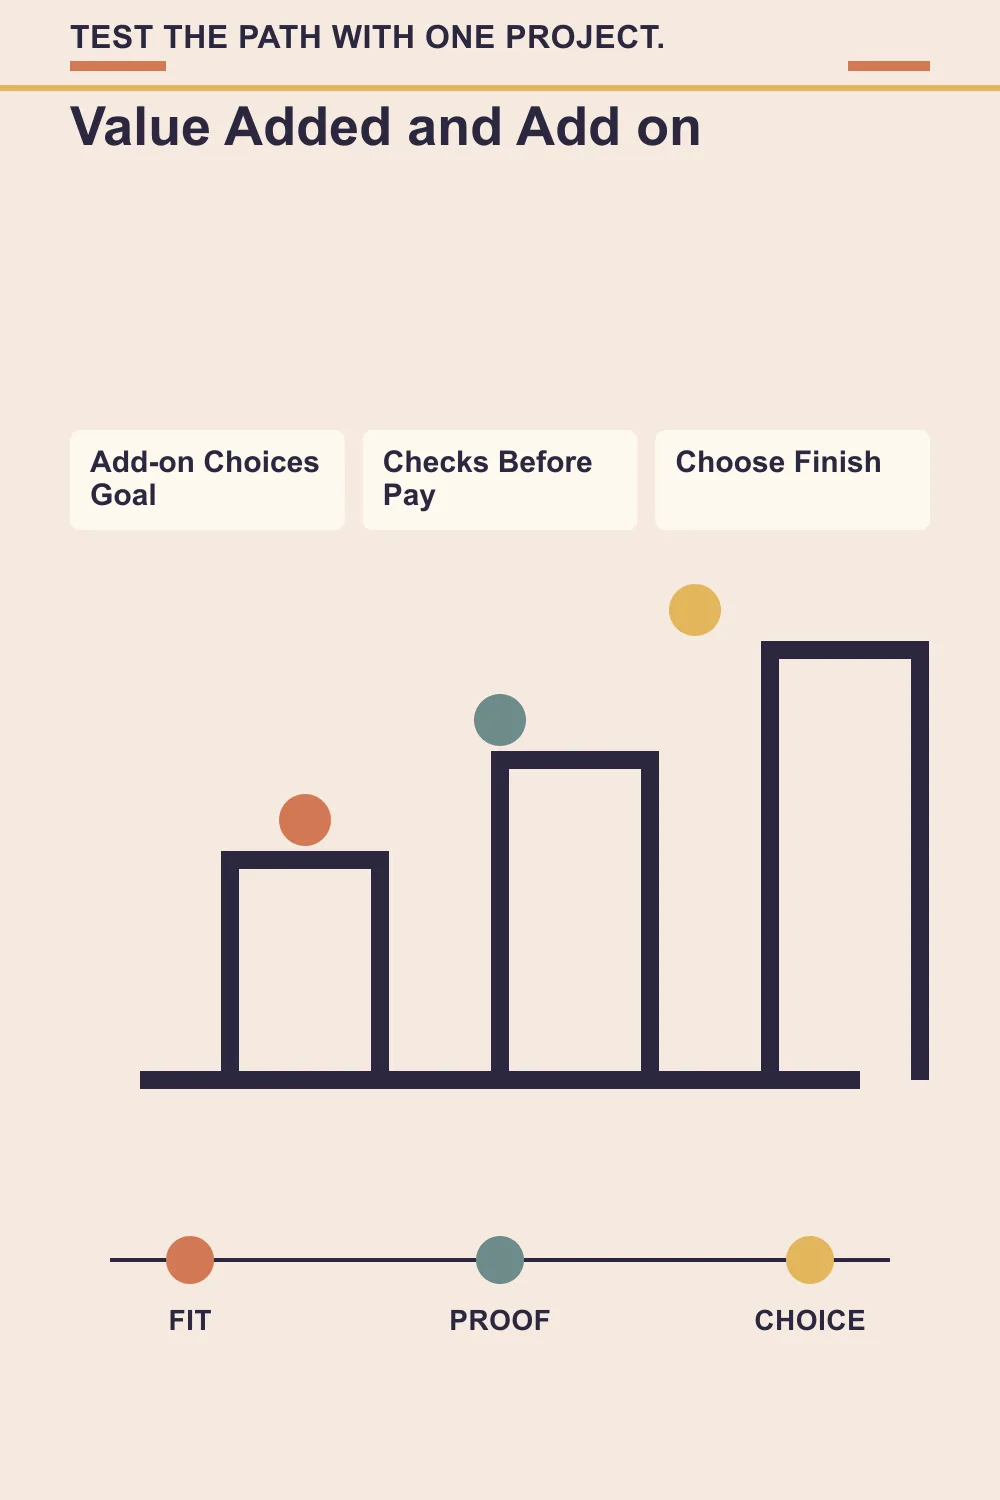 TEST THE PATH WITH ONE PROJECT.
Value Added and Add on
Add-on Choices
Goal
Checks Before
Pay
Choose Finish
FIT
PROOF
CHOICE